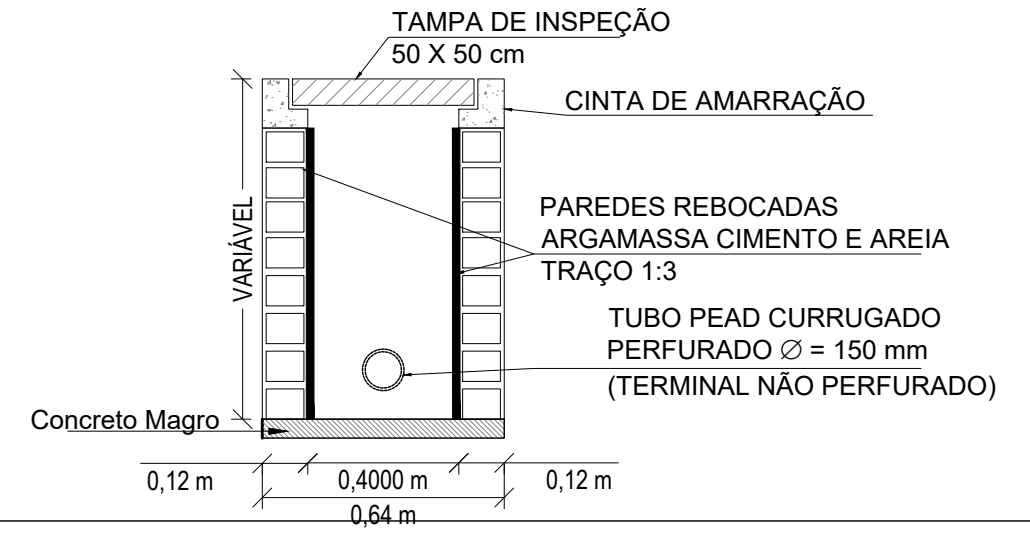 TAMPA DE INSPEÇÃO
50 X 50 cm
CINTA DE AMARRAÇÃO
VARIÁVEL
PAREDES REBOCADAS
ARGAMASSA CIMENTO E AREIA
TRAÇO 1:3
TUBO PEAD CURRUGADO
PERFURADO ∅ = 150 mm
(TERMINAL NÃO PERFURADO)
Concreto Magro
0,12 m
0,4000 m
0,12 m
0,64 m